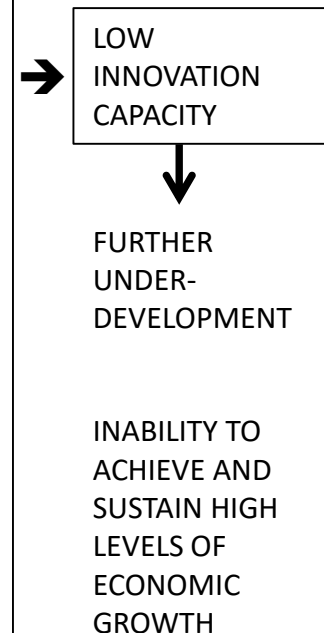 LOW
INNOVATION
CAPACITY
FURTHER
UNDER-
DEVELOPMENT
INABILITY TO
ACHIEVE AND
SUSTAIN HIGH
LEVELS OF
ECONOMIC
GROWTH